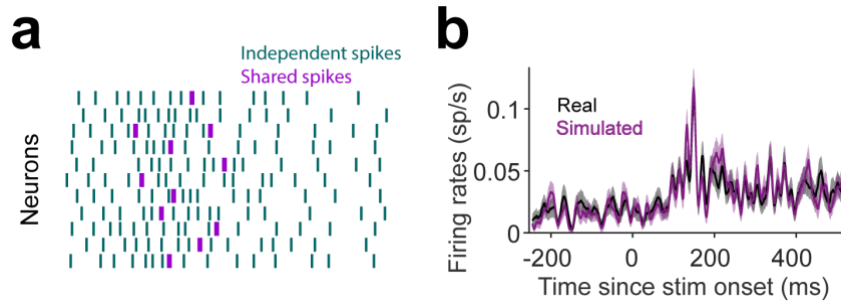 a
Independent spikes
Shared spikes
Neurons
b
Firing rates (sp/s)
0.1
0.05
0
Real
Simulated
-200
0
200
400
Time since stim onset (ms)